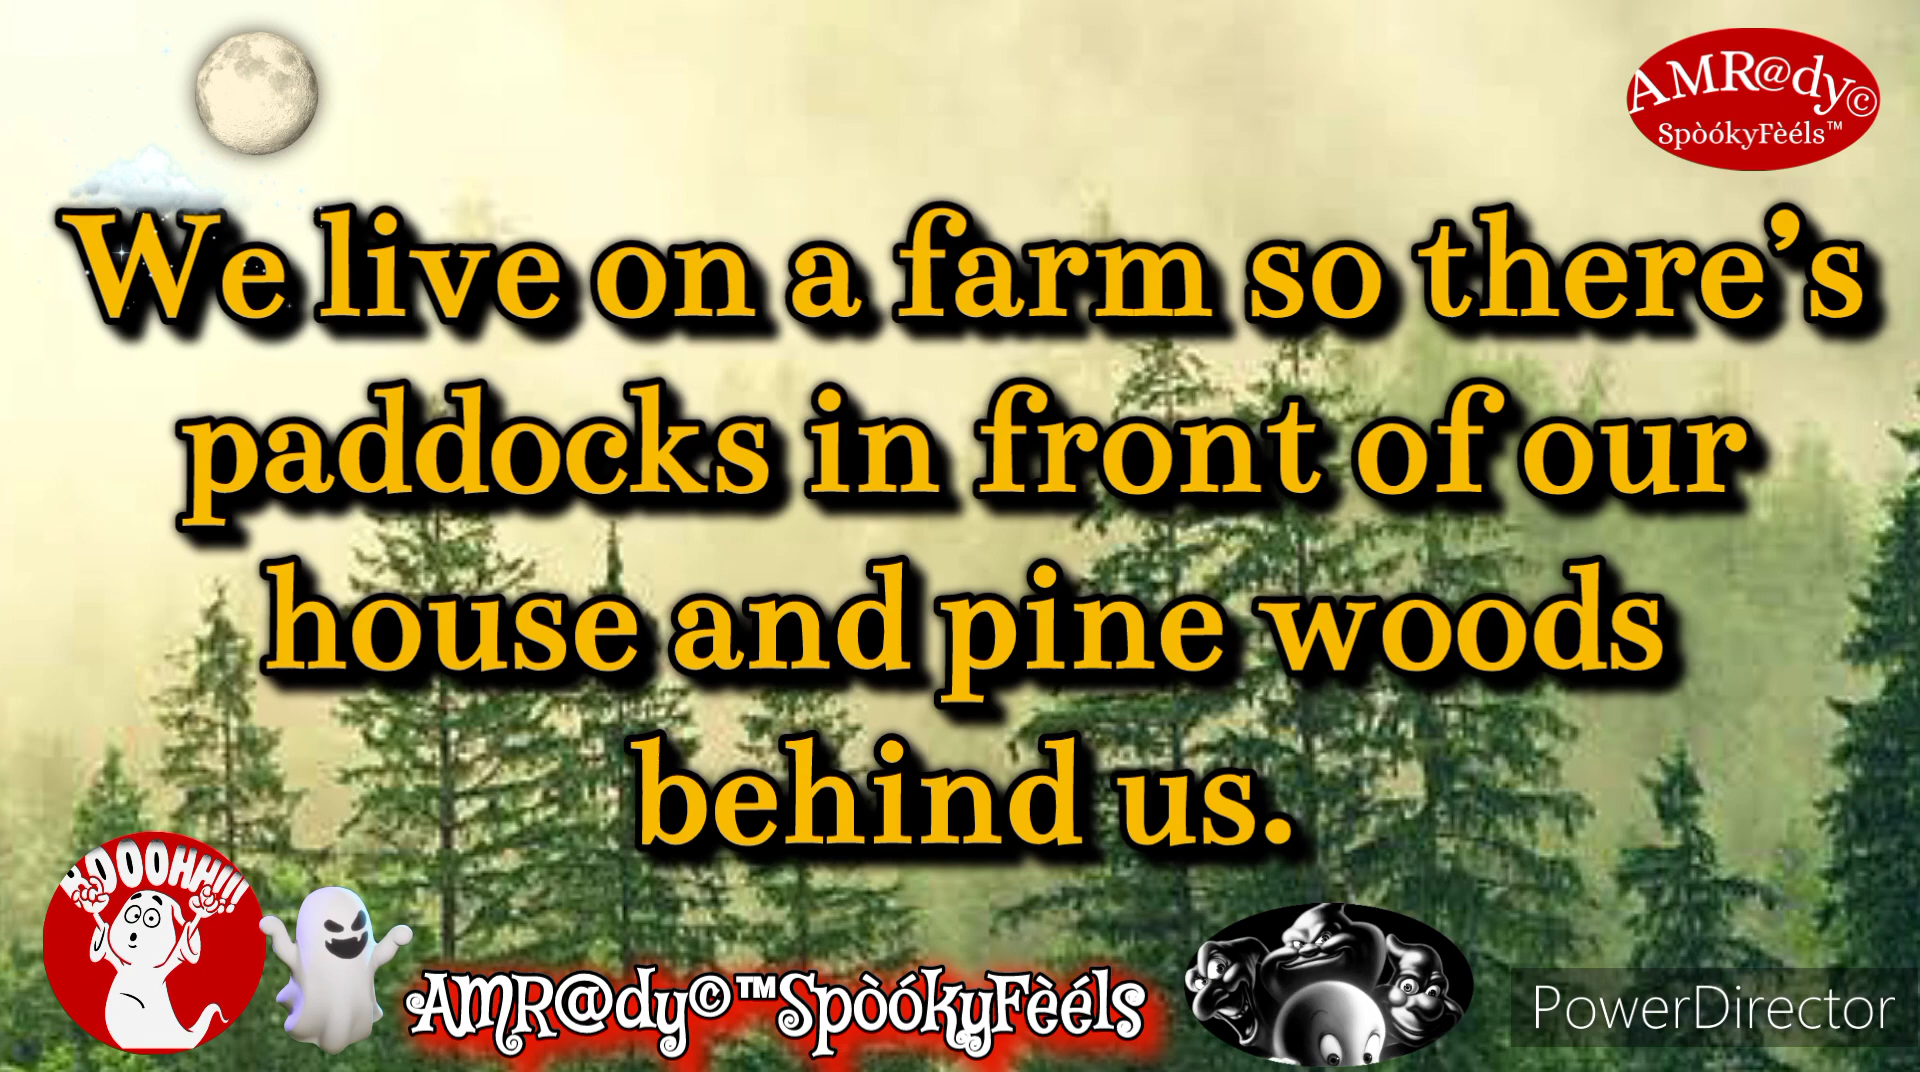 AMR@dy©
SpòókyFèéls™
We live on a farm so there’s
paddocks in front of our
house and pine woods
behind us.
BOOOHH!!!
AMR@dy©™SpòókyFèéls
PowerDirector